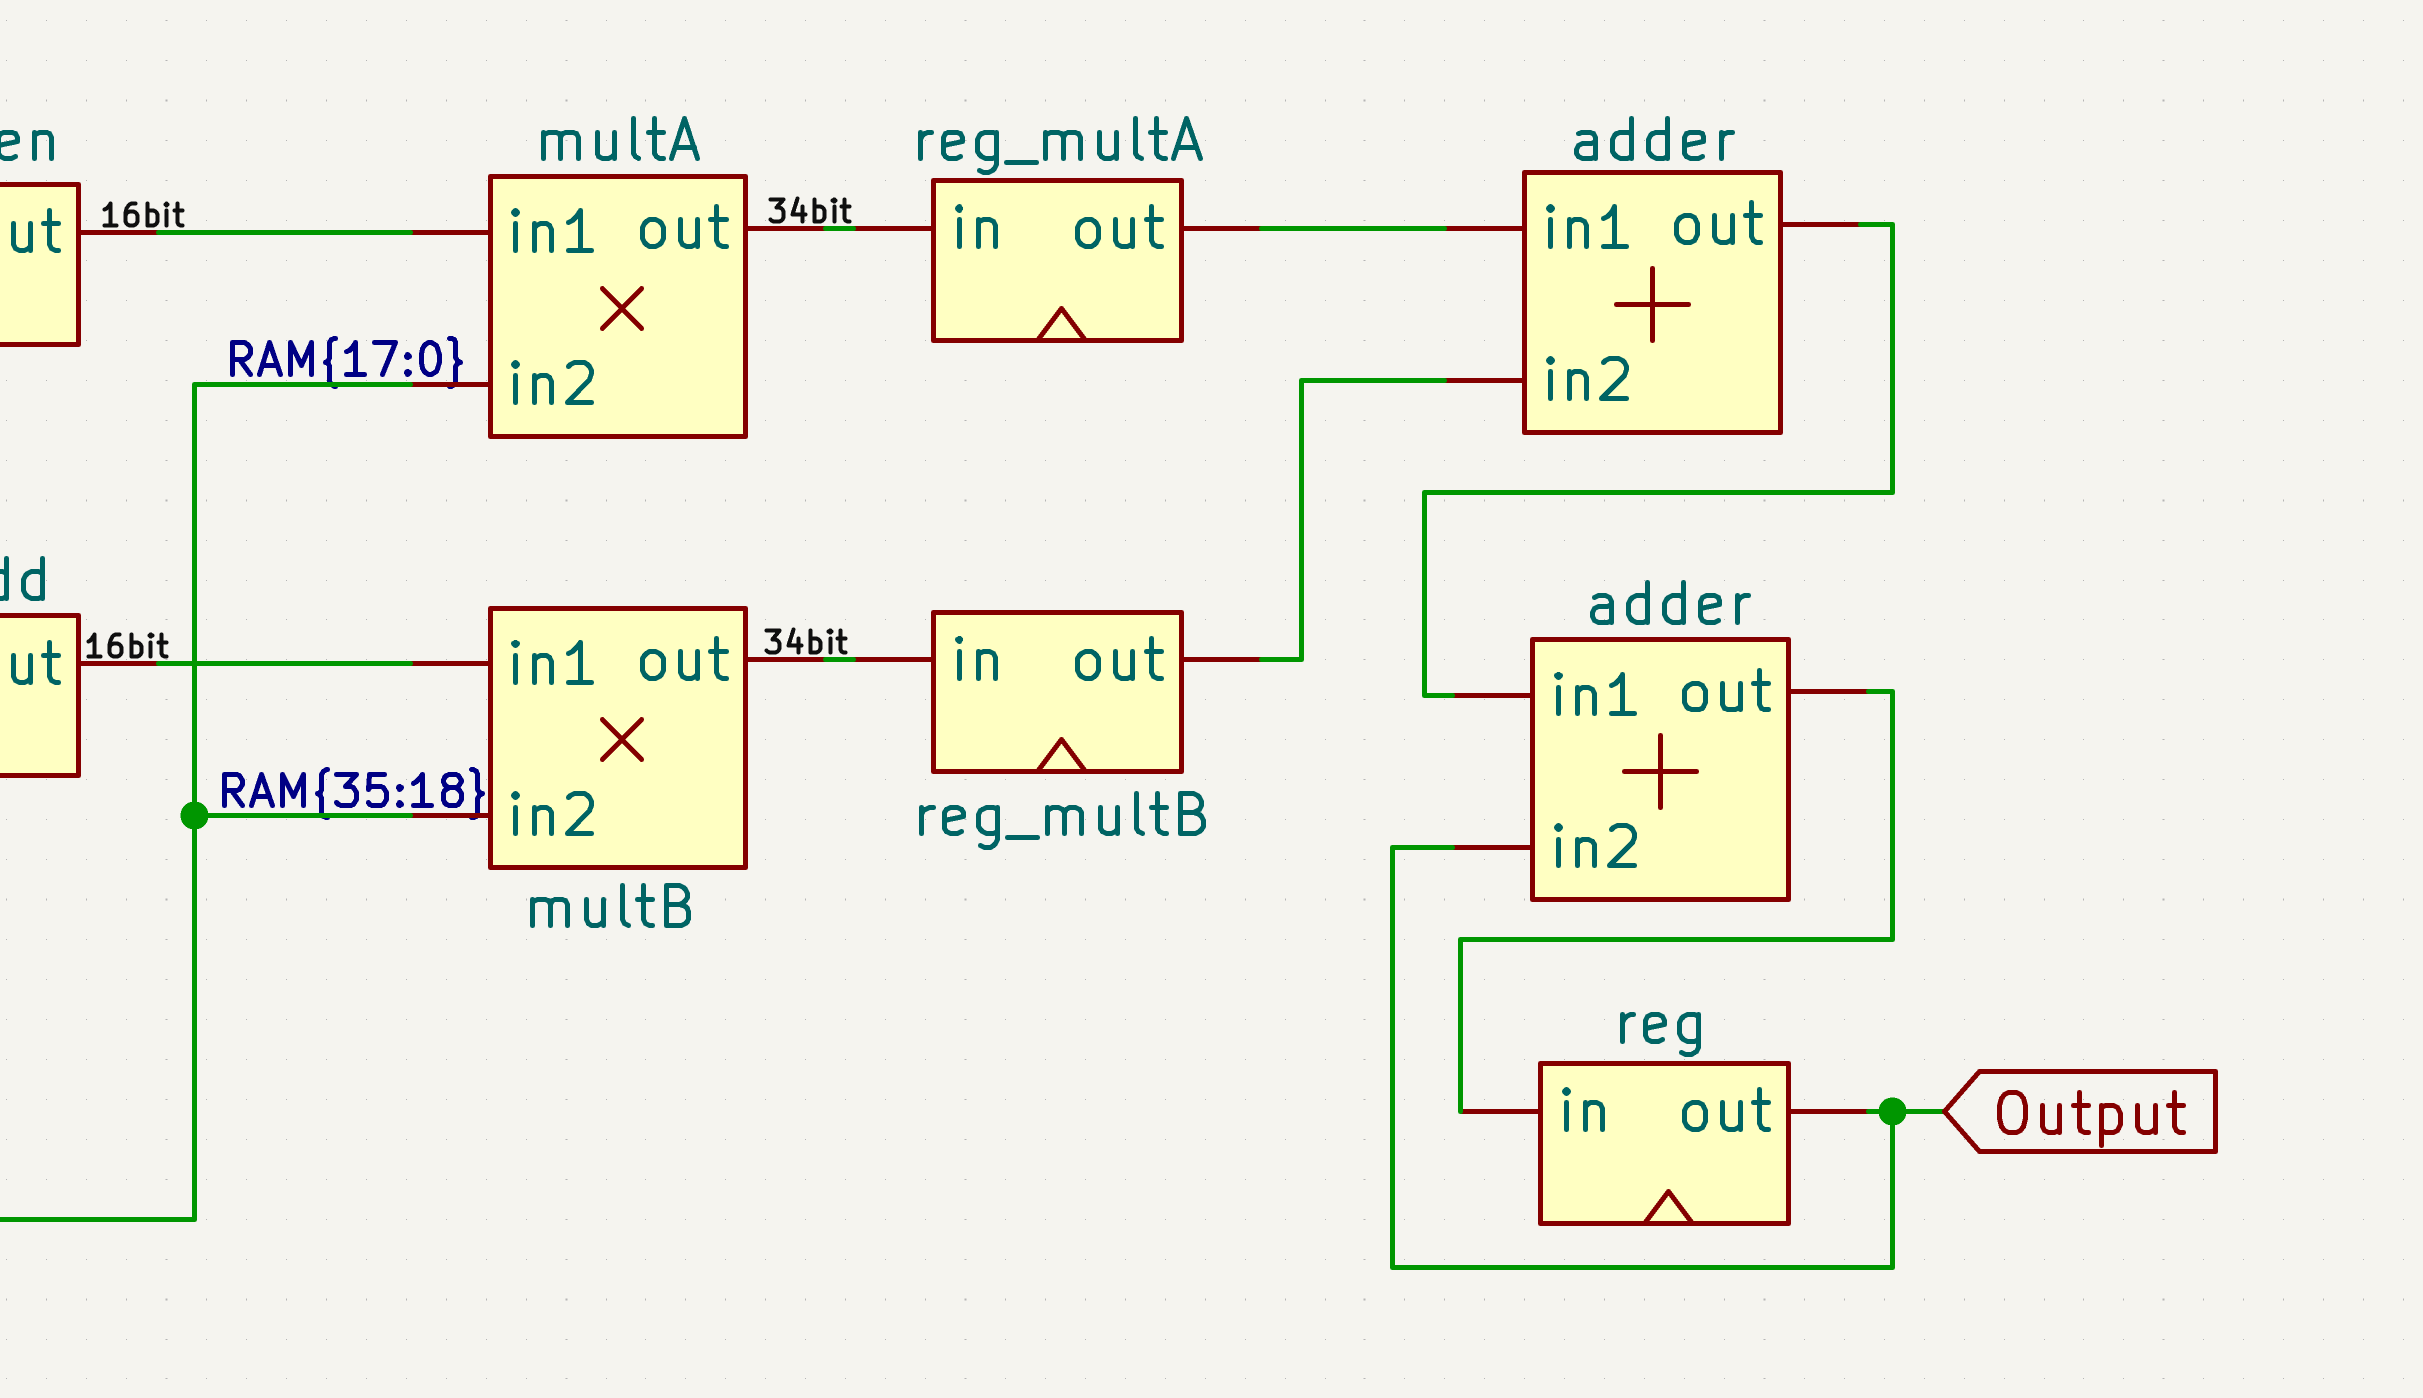 en
multA
reg_multA
adder
16bit
ut
in1
out
34bit
in
out
in1
out
RAM{17:0}
in2
in2
dd
adder
16bit
ut
in1
out
34bit
in
out
in1
out
RAM{35:18}
in2
reg_multB
in2
multB
reg
in
out
Output